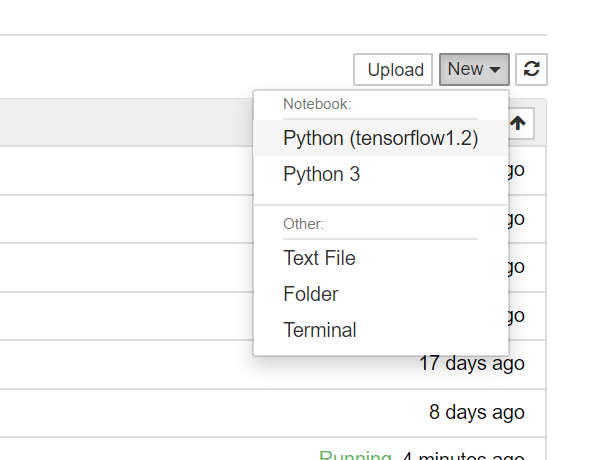 Upload New
Notebook:
Python (tensorflow1.2)
Python 3
go
go
Other:
Text File
go
Folder
go
Terminal
17 days ago
8 days ago
Running 4 minutes ago